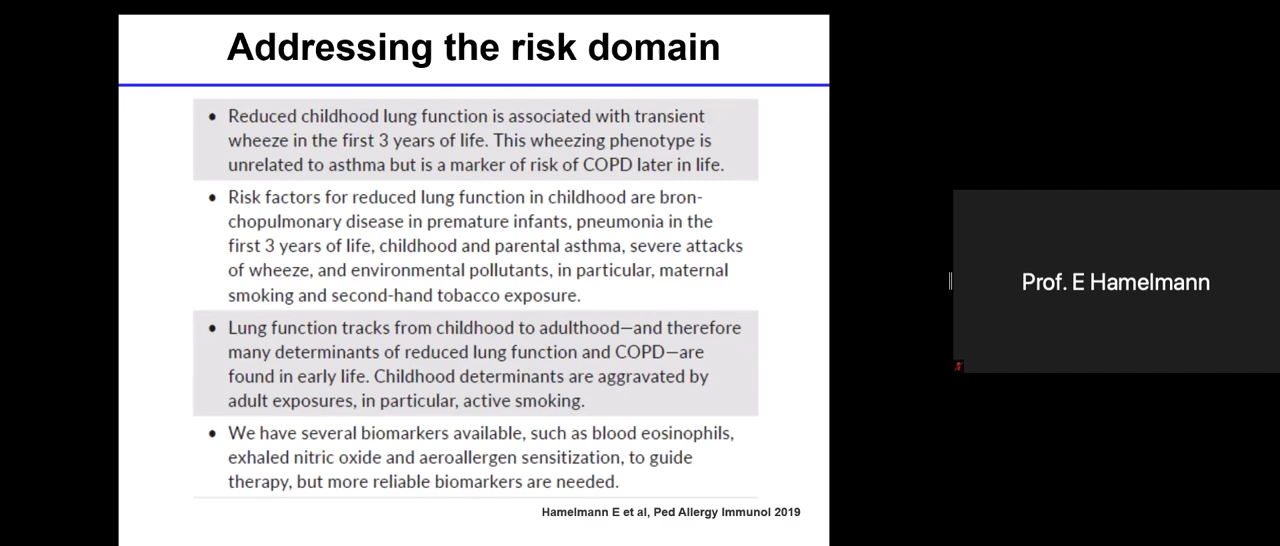 Addressing the risk domain
• Reduced childhood lung function is associated with transient
wheeze in the first 3 years of life. This wheezing phenotype is
unrelated to asthma but is a marker of risk of COPD later in life.
• Risk factors for reduced lung function in childhood are bron-
chopulmonary disease in premature infants, pneumonia in the
first 3 years of life, childhood and parental asthma, severe attacks
of wheeze, and environmental pollutants, in particular, maternal
smoking and second-hand tobacco exposure.
• Lung function tracks from childhood to adulthood—and therefore
many determinants of reduced lung function and COPD—are
found in early life. Childhood determinants are aggravated by
adult exposures, in particular, active smoking.
• We have several biomarkers available, such as blood eosinophils,
exhaled nitric oxide and aeroallergen sensitization, to guide
therapy, but more reliable biomarkers are needed.
Hamelmann E et al, Ped Allergy Immunol 2019
Prof. E Hamelmann